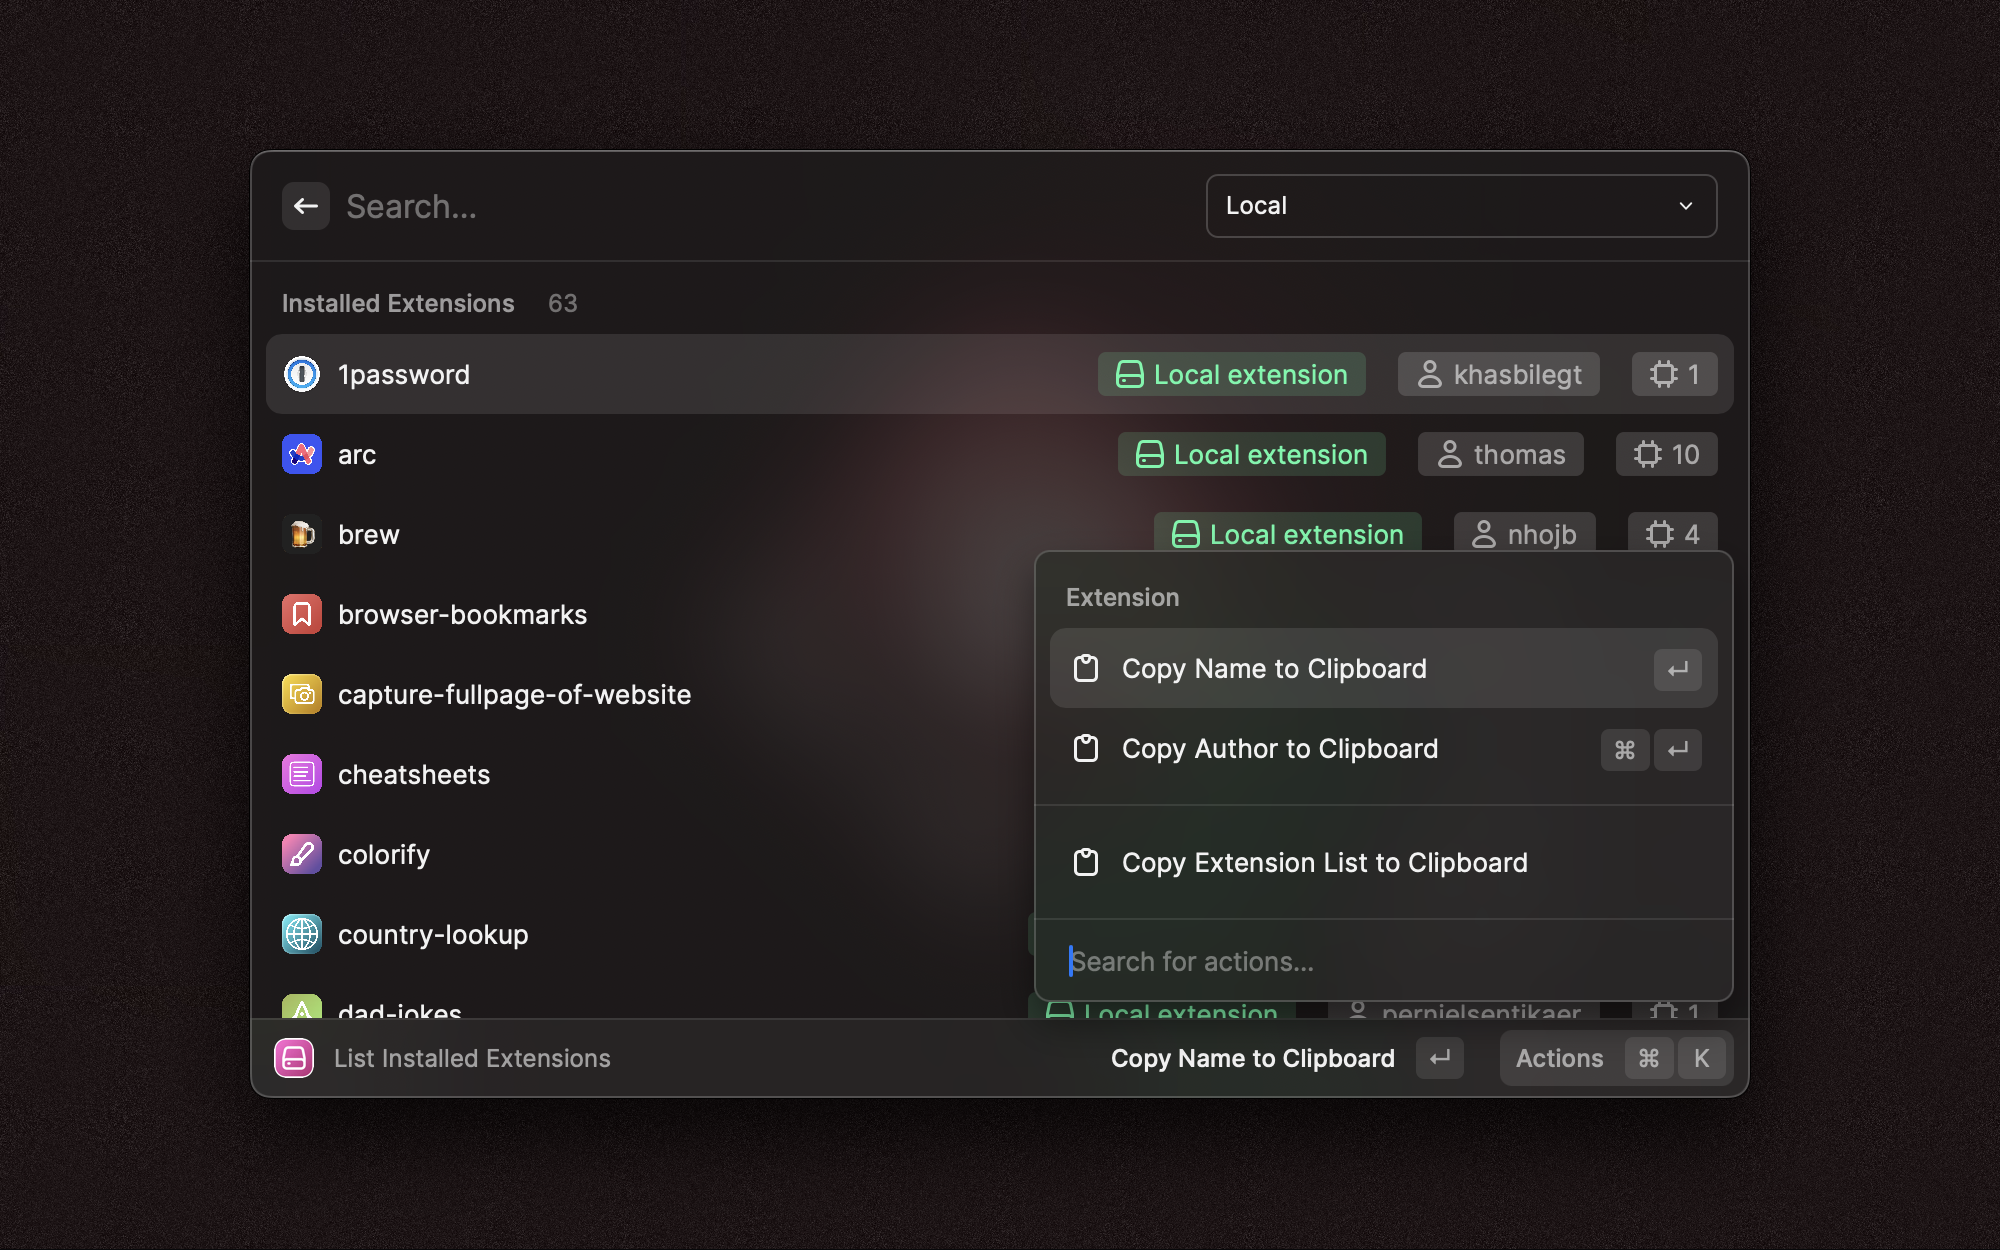 Search...
Local
Installed Extensions 63
1password Local extension khasbilegt 1
arc Local extension thomas 10
brew Local extension nhojb 4
browser-bookmarks
capture-fullpage-of-website
cheatsheets
colorify
country-lookup
dad-jokes Local extension pernielsentikaer 1
Extension
Copy Name to Clipboard ↵
Copy Author to Clipboard ⌘ ↵
Copy Extension List to Clipboard
Search for actions...
List Installed Extensions
Copy Name to Clipboard ↵ Actions ⌘ K